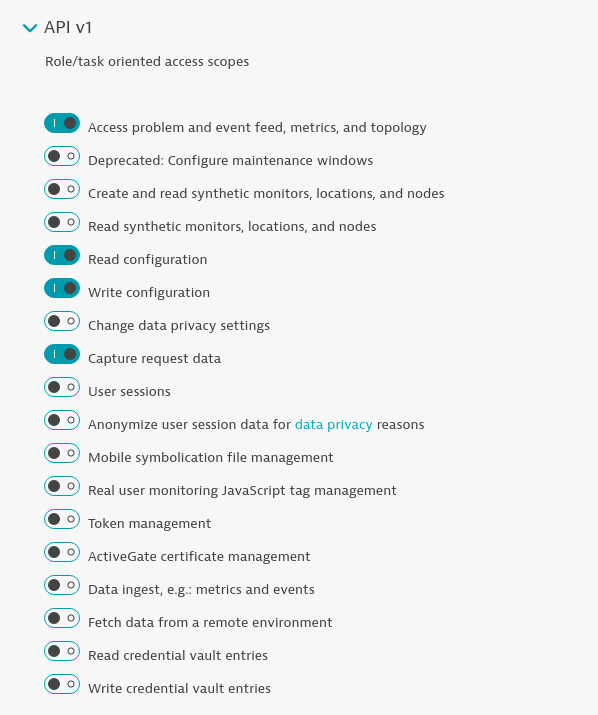 API v1
Role/task oriented access scopes
Access problem and event feed, metrics, and topology
Deprecated: Configure maintenance windows
Create and read synthetic monitors, locations, and nodes
Read synthetic monitors, locations, and nodes
Read configuration
Write configuration
Change data privacy settings
Capture request data
User sessions
Anonymize user session data for data privacy reasons
Mobile symbolication file management
Real user monitoring JavaScript tag management
Token management
ActiveGate certificate management
Data ingest, e.g.: metrics and events
Fetch data from a remote environment
Read credential vault entries
Write credential vault entries